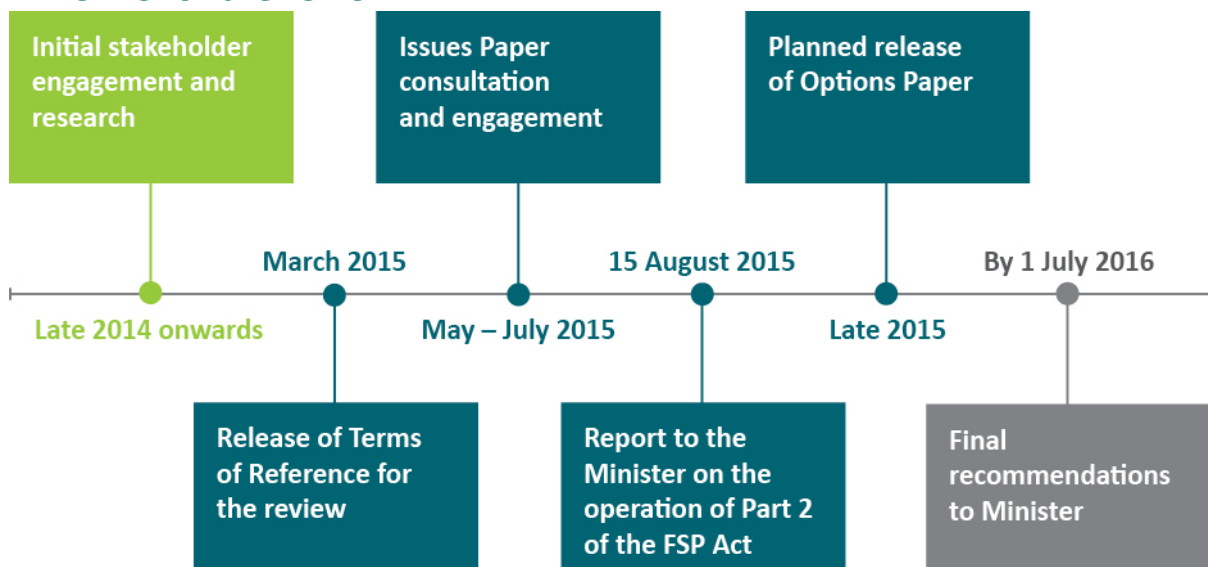 Initial stakeholder
engagement and
research
Issues Paper
consultation
and engagement
Planned release
of Options Paper
March 2015
15 August 2015
By 1 July 2016
Late 2014 onwards
May – July 2015
Late 2015
Release of Terms
of Reference for
the review
Report to the
Minister on the
operation of Part 2
of the FSP Act
Final
recommendations
to Minister